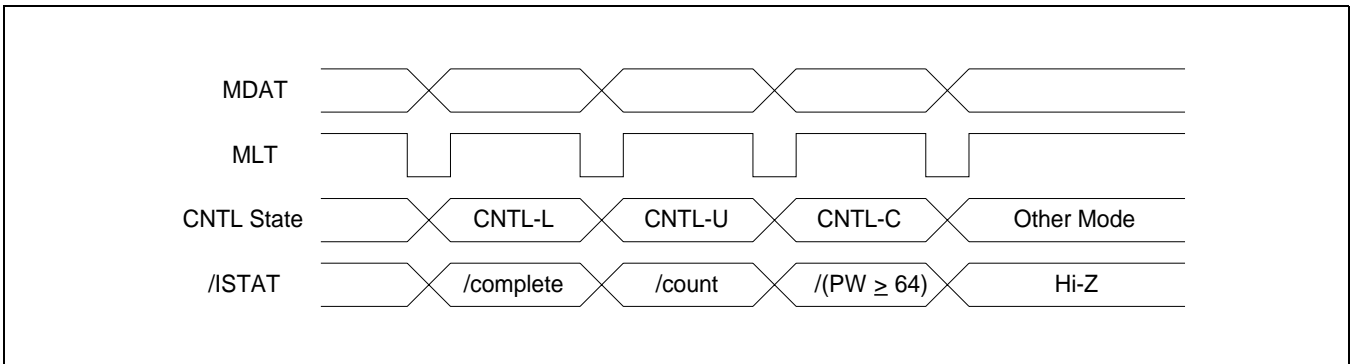 MDAT
MLT
CNTL State CNTL-L CNTL-U CNTL-C Other Mode
/ISTAT /complete /count /(PW ≥ 64) Hi-Z